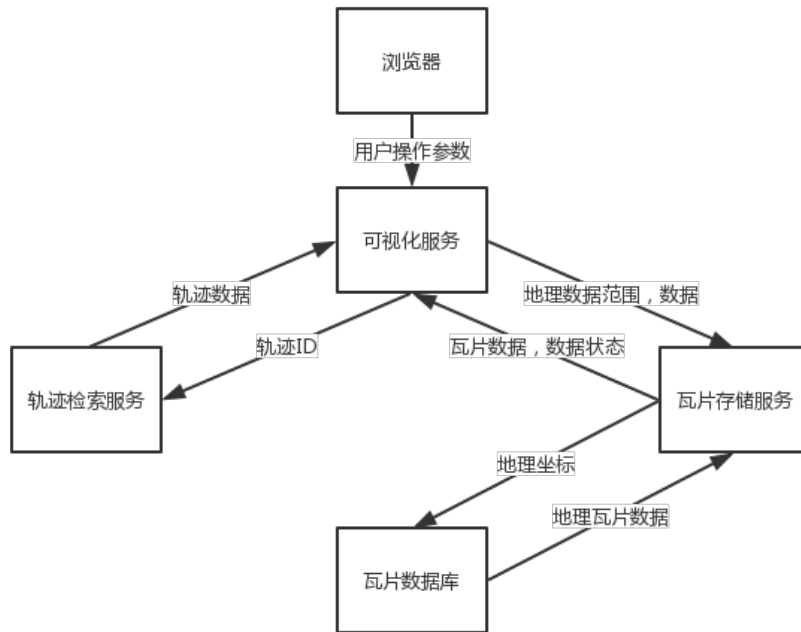 浏览器
用户操作参数
可视化服务
轨迹数据
地理数据范围，数据
轨迹ID
瓦片数据，数据状态
轨迹检索服务
瓦片存储服务
地理坐标
地理瓦片数据
瓦片数据库